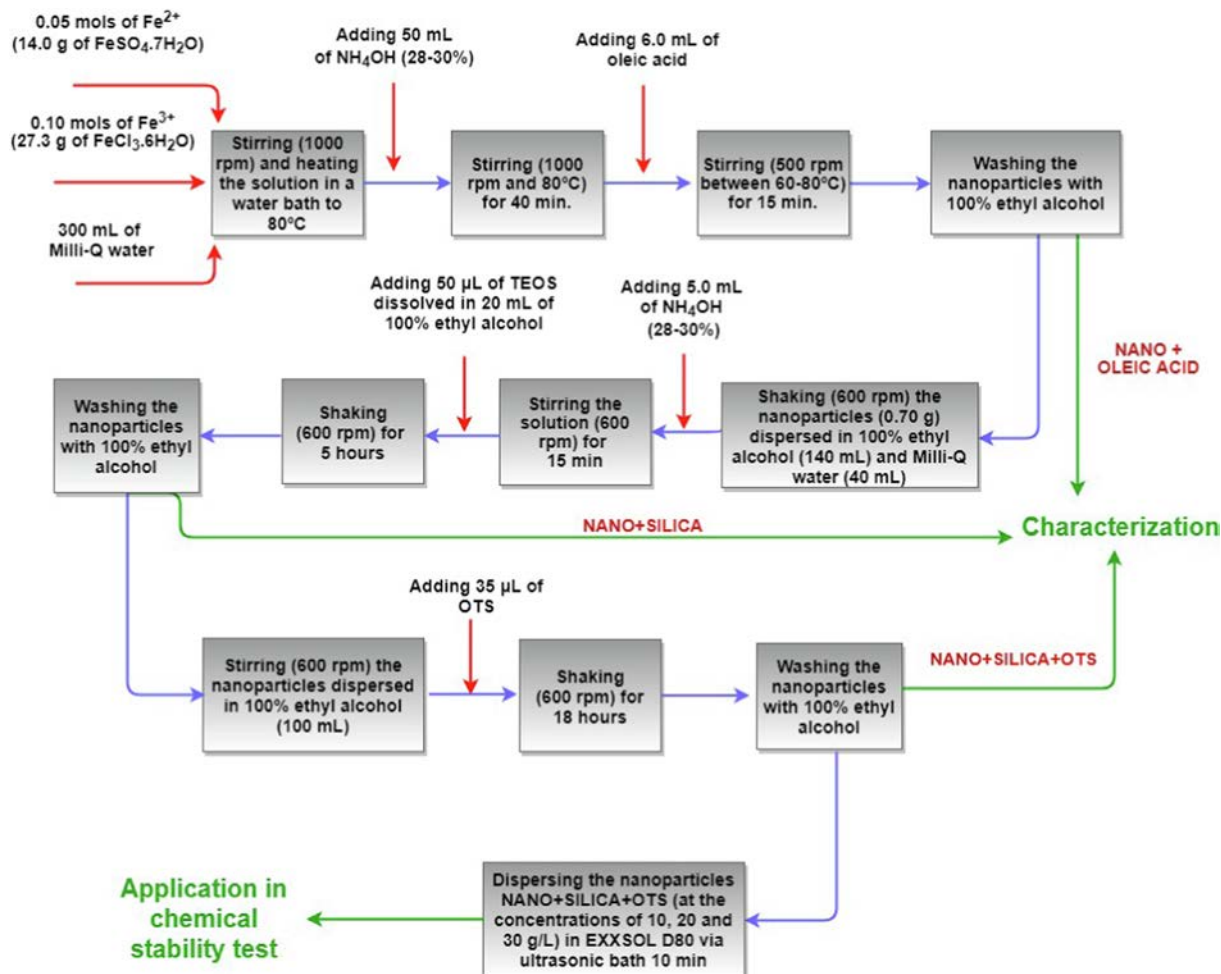 0.05 mols of Fe²⁺
(14.0 g of FeSO₄.7H₂O)
0.10 mols of Fe³⁺
(27.3 g of FeCl₃.6H₂O)
300 mL of
Milli-Q water
Stirring (1000
rpm) and heating
the solution in a
water bath to
80ºC
Adding 50 mL
of NH₄OH (28-30%)
Stirring (1000
rpm and 80ºC)
for 40 min.
Adding 6.0 mL of
oleic acid
Stirring (500 rpm
between 60-80ºC)
for 15 min.
Washing the
nanoparticles with
100% ethyl alcohol
NANO +
OLEIC ACID
Shaking (600 rpm) the
nanoparticles (0.70 g)
dispersed in 100% ethyl
alcohol (140 mL) and Milli-Q
water (40 mL)
Adding 5.0 mL
of NH₄OH
(28-30%)
Stirring the
solution (600
rpm) for
15 min
Adding 50 µL of TEOS
dissolved in 20 mL of
100% ethyl alcohol
Shaking
(600 rpm) for
5 hours
Washing the
nanoparticles
with 100% ethyl
alcohol
NANO+SILICA
Characterization
Stirring (600 rpm) the
nanoparticles dispersed
in 100% ethyl alcohol
(100 mL)
Adding 35 µL of
OTS
Shaking
(600 rpm) for
18 hours
Washing the
nanoparticles
with 100% ethyl
alcohol
NANO+SILICA+OTS
Dispersing the nanoparticles
NANO+SILICA+OTS (at the
concentrations of 10, 20 and
30 g/L) in EXXSOL D80 via
ultrasonic bath 10 min
Application in
chemical
stability test